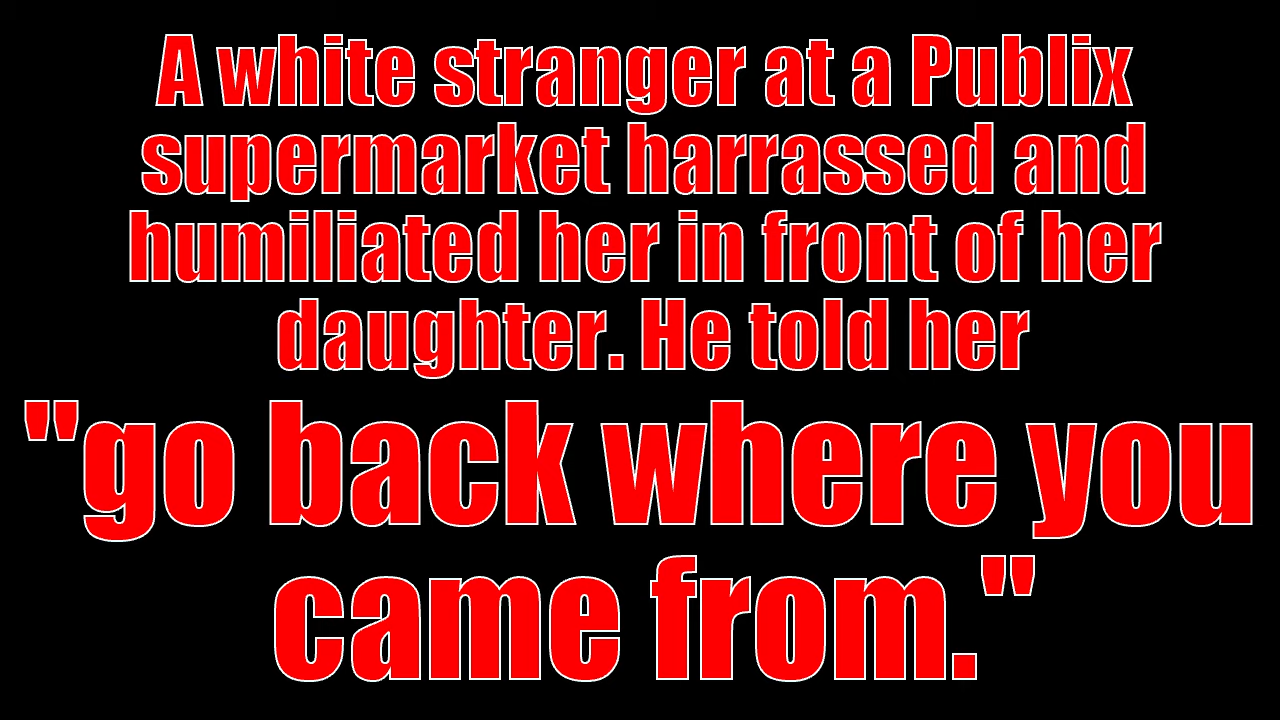 A white stranger at a Publix
supermarket harrassed and
humiliated her in front of her
daughter. He told her
"go back where you
came from."